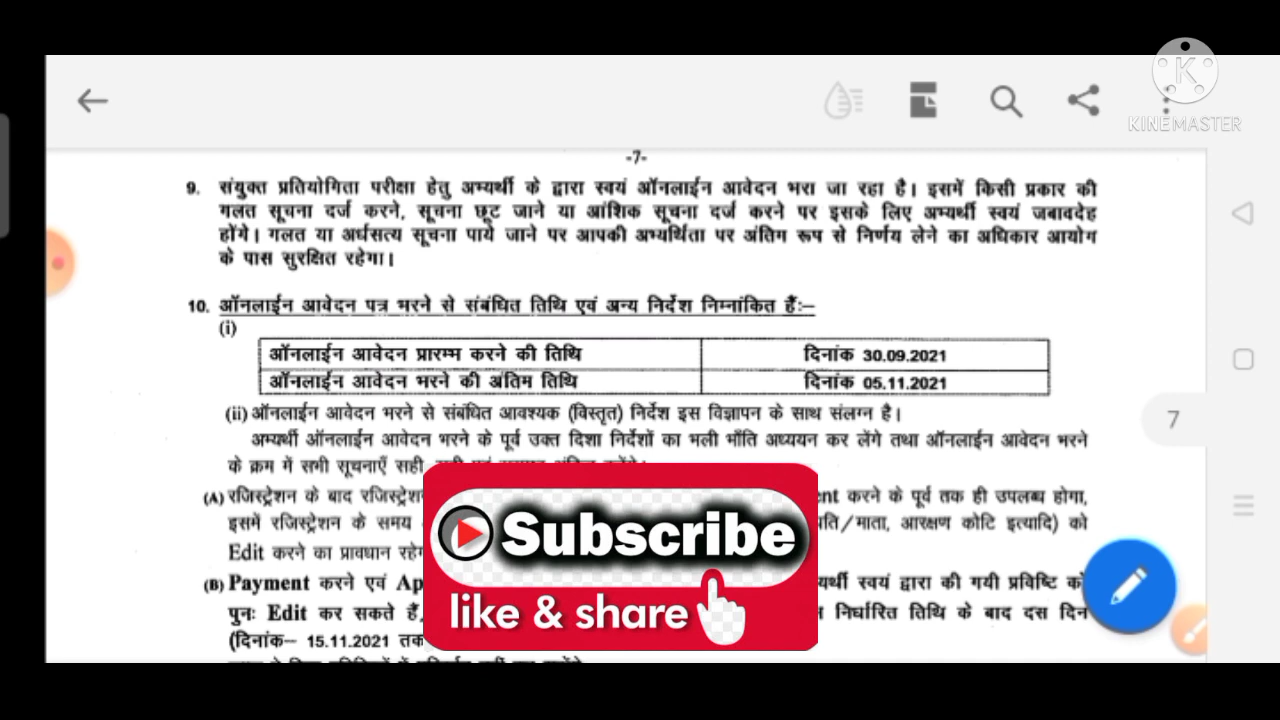 KINEMASTER
-7-
9. संयुक्त प्रतियोगिता परीक्षा हेतु अभ्यर्थी के द्वारा स्वयं ऑनलाईन आवेदन भरा जा रहा है। इसमें किसी प्रकार की
गलत सूचना दर्ज करने, सूचना छूट जाने या आंशिक सूचना दर्ज करने पर इसके लिए अभ्यर्थी स्वयं जबावदेह
होंगे। गलत या अर्धसत्य सूचना पाये जाने पर आपकी अभ्यर्थिता पर अंतिम रूप से निर्णय लेने का अधिकार आयोग
के पास सुरक्षित रहेगा।
10. ऑनलाईन आवेदन पत्र भरने से संबंधित तिथि एवं अन्य निर्देश निम्नांकित हैं:–
(i)
ऑनलाईन आवेदन प्रारम्भ करने की तिथि दिनांक 30.09.2021
ऑनलाईन आवेदन भरने की अंतिम तिथि दिनांक 05.11.2021
(ii) ऑनलाईन आवेदन भरने से संबंधित आवश्यक (विस्तृत) निर्देश इस विज्ञापन के साथ संलग्न है।
7
अभ्यर्थी ऑनलाईन आवेदन भरने के पूर्व उक्त दिशा निर्देशों का भली भाँति अध्ययन कर लेंगे तथा ऑनलाईन आवेदन भरने
के क्रम में सभी सूचनाएँ सही
(A) रजिस्ट्रेशन के बाद करने के पूर्व तक ही उपलब्ध होगा,
इसमें रजिस्ट्रेशन के समय /माता, आरक्षण कोटि इत्यादि) को
Edit करने का प्रावधान
(B) Payment करने एवं स्वयं द्वारा की गयी प्रविष्टि को
पुनः Edit कर सकते हैं, निर्धारित तिथि के बाद दस दिन
(दिनांक– 15.11.2021 तक
Subscribe
like & share